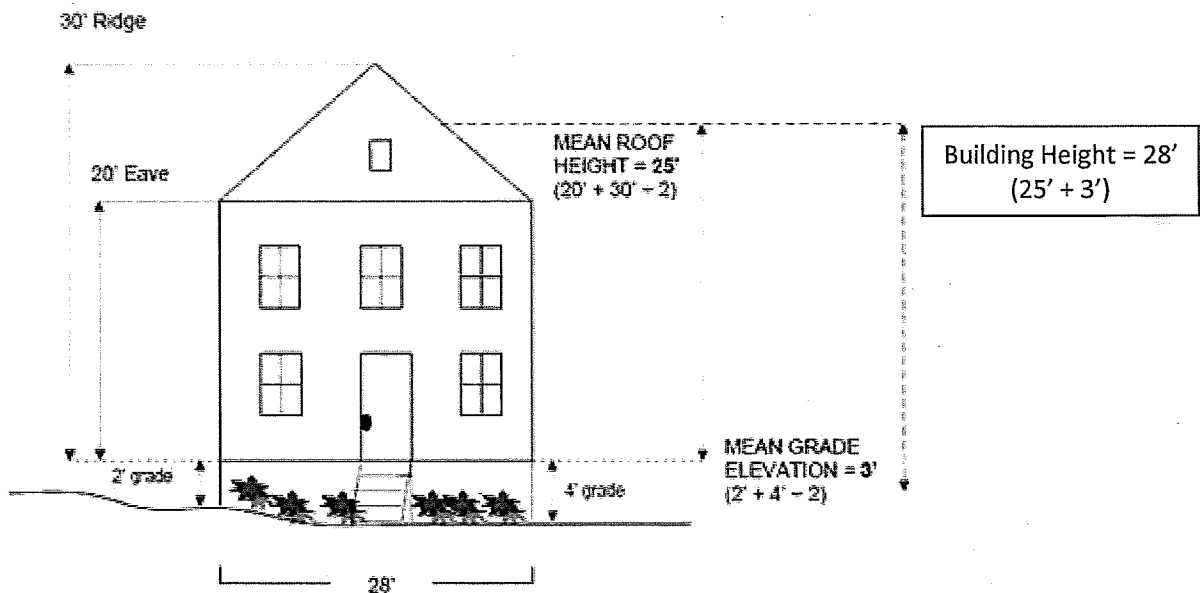 30' Ridge
20' Eave
MEAN ROOF
HEIGHT = 25'
(20' + 30' ÷ 2)
Building Height = 28'
(25' + 3')
2' grade
4' grade
MEAN GRADE
ELEVATION = 3'
(2' + 4' ÷ 2)
28'